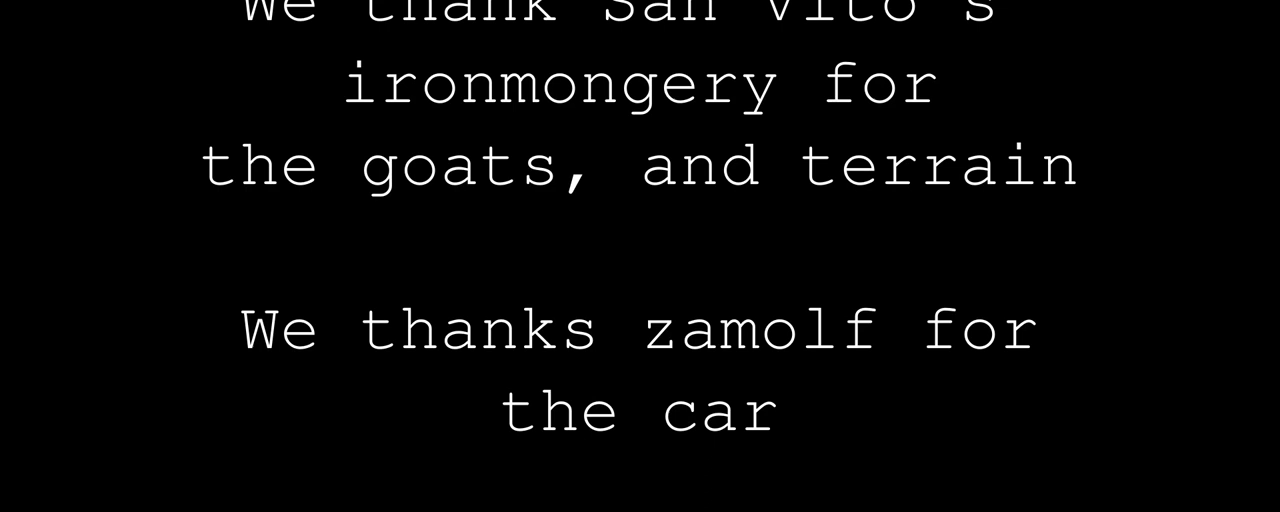 We thank San Vito's
ironmongery for
the goats, and terrain
We thanks zamolf for
the car